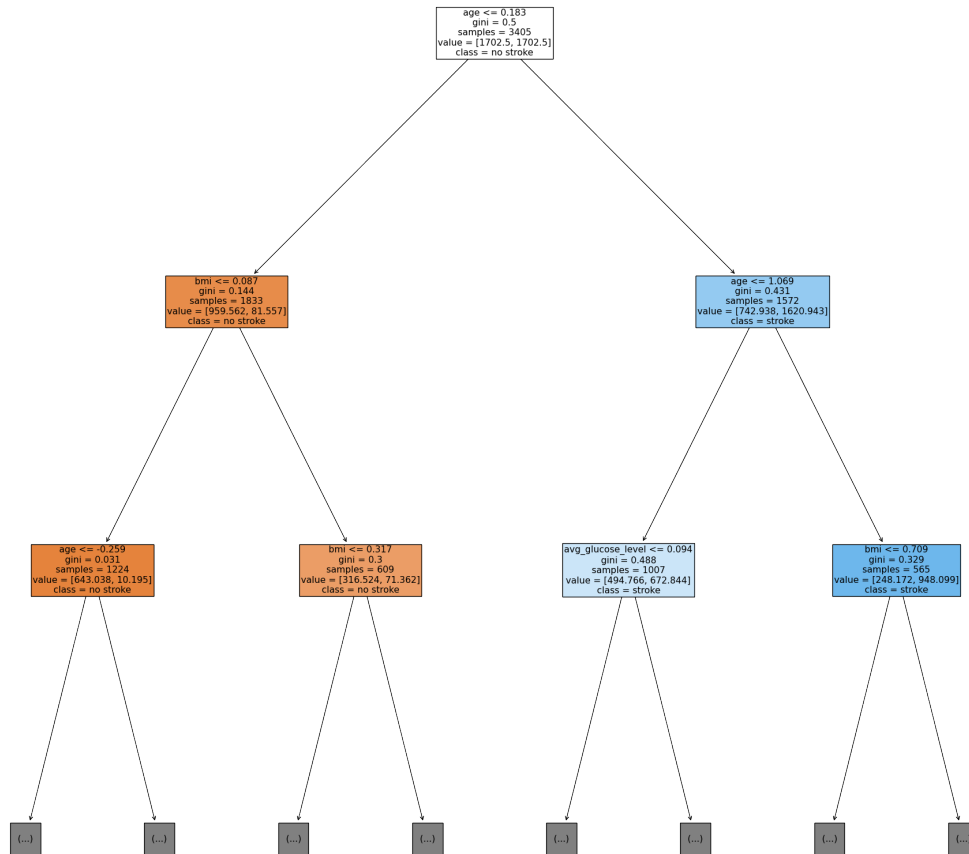 age <= 0.183
gini = 0.5
samples = 3405
value = [1702.5, 1702.5]
class = no stroke
bmi <= 0.087
gini = 0.144
samples = 1833
value = [959.562, 81.557]
class = no stroke
age <= 1.069
gini = 0.431
samples = 1572
value = [742.938, 1620.943]
class = stroke
age <= -0.259
gini = 0.031
samples = 1224
value = [643.038, 10.195]
class = no stroke
bmi <= 0.317
gini = 0.3
samples = 609
value = [316.524, 71.362]
class = no stroke
avg_glucose_level <= 0.094
gini = 0.488
samples = 1007
value = [494.766, 672.844]
class = stroke
bmi <= 0.709
gini = 0.329
samples = 565
value = [248.172, 948.099]
class = stroke
(...)
(...)
(...)
(...)
(...)
(...)
(...)
(...)